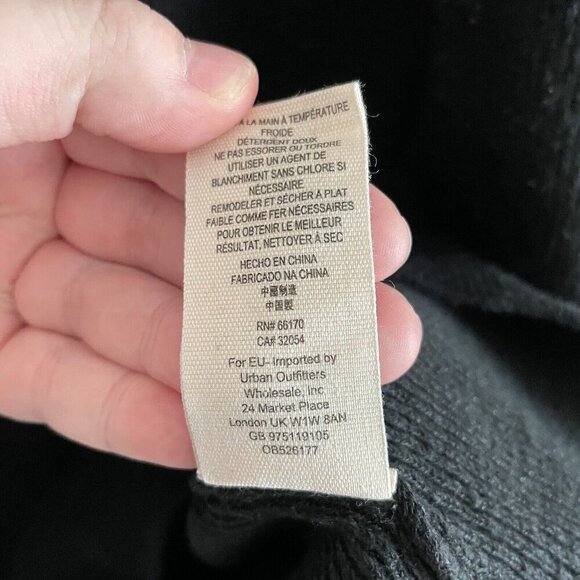 À LA MAIN À TEMPÉRATURE
FROIDE
DÉTERGENT DOUX
NE PAS ESSORER OU TORDRE
UTILISER UN AGENT DE
BLANCHIMENT SANS CHLORE SI
NÉCESSAIRE
REMODELER ET SÉCHER À PLAT
FAIBLE COMME FER NÉCESSAIRES
POUR OBTENIR LE MEILLEUR
RÉSULTAT, NETTOYER À SEC
HECHO EN CHINA
FABRICADO NA CHINA
中國制造
中国製
RN# 66170
CA# 32054
For EU- Imported by
Urban Outfitters
Wholesale, Inc
24 Market Place
London UK W1W 8AN
GB 975119105
OB526177